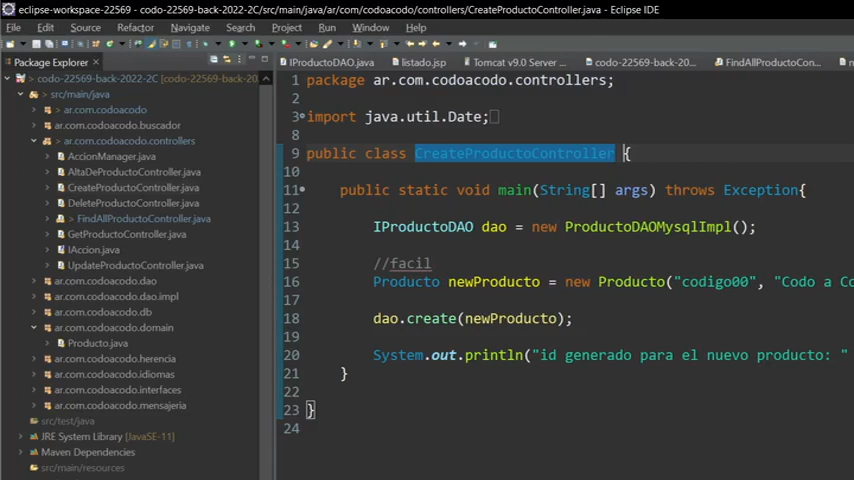 eclipse-workspace-22569 - codo-22569-back-2022-2C/src/main/java/ar/com/codoacodo/controllers/CreateProductoController.java - Eclipse IDE
File Edit Source Refactor Navigate Search Project Run Window Help
Package Explorer
IProductoDAO.java listado.jsp Tomcat v9.0 Server ... codo-22569-back-20... FindAllProductoCon...
codo-22569-back-2022-2C [codo-22569-back-20
src/main/java
ar.com.codoacodo
ar.com.codoacodo.buscador
ar.com.codoacodo.controllers
AccionManager.java
AltaDeProductoController.java
CreateProductoController.java
DeleteProductoController.java
FindAllProductoController.java
GetProductoController.java
IAccion.java
UpdateProductoController.java
ar.com.codoacodo.dao
ar.com.codoacodo.dao.impl
ar.com.codoacodo.db
ar.com.codoacodo.domain
Producto.java
ar.com.codoacodo.herencia
ar.com.codoacodo.idiomas
ar.com.codoacodo.interfaces
ar.com.codoacodo.mensajeria
src/test/java
JRE System Library [JavaSE-11]
Maven Dependencies
src/main/resources
1 package ar.com.codoacodo.controllers;
2
3 import java.util.Date;
8
9 public class CreateProductoController {
10
11 public static void main(String[] args) throws Exception{
12
13 IProductoDAO dao = new ProductoDAOMysqlImpl();
14
15 //facil
16 Producto newProducto = new Producto("codigo00", "Codo a Co
17
18 dao.create(newProducto);
19
20 System.out.println("id generado para el nuevo producto: "
21 }
22
23 }
24